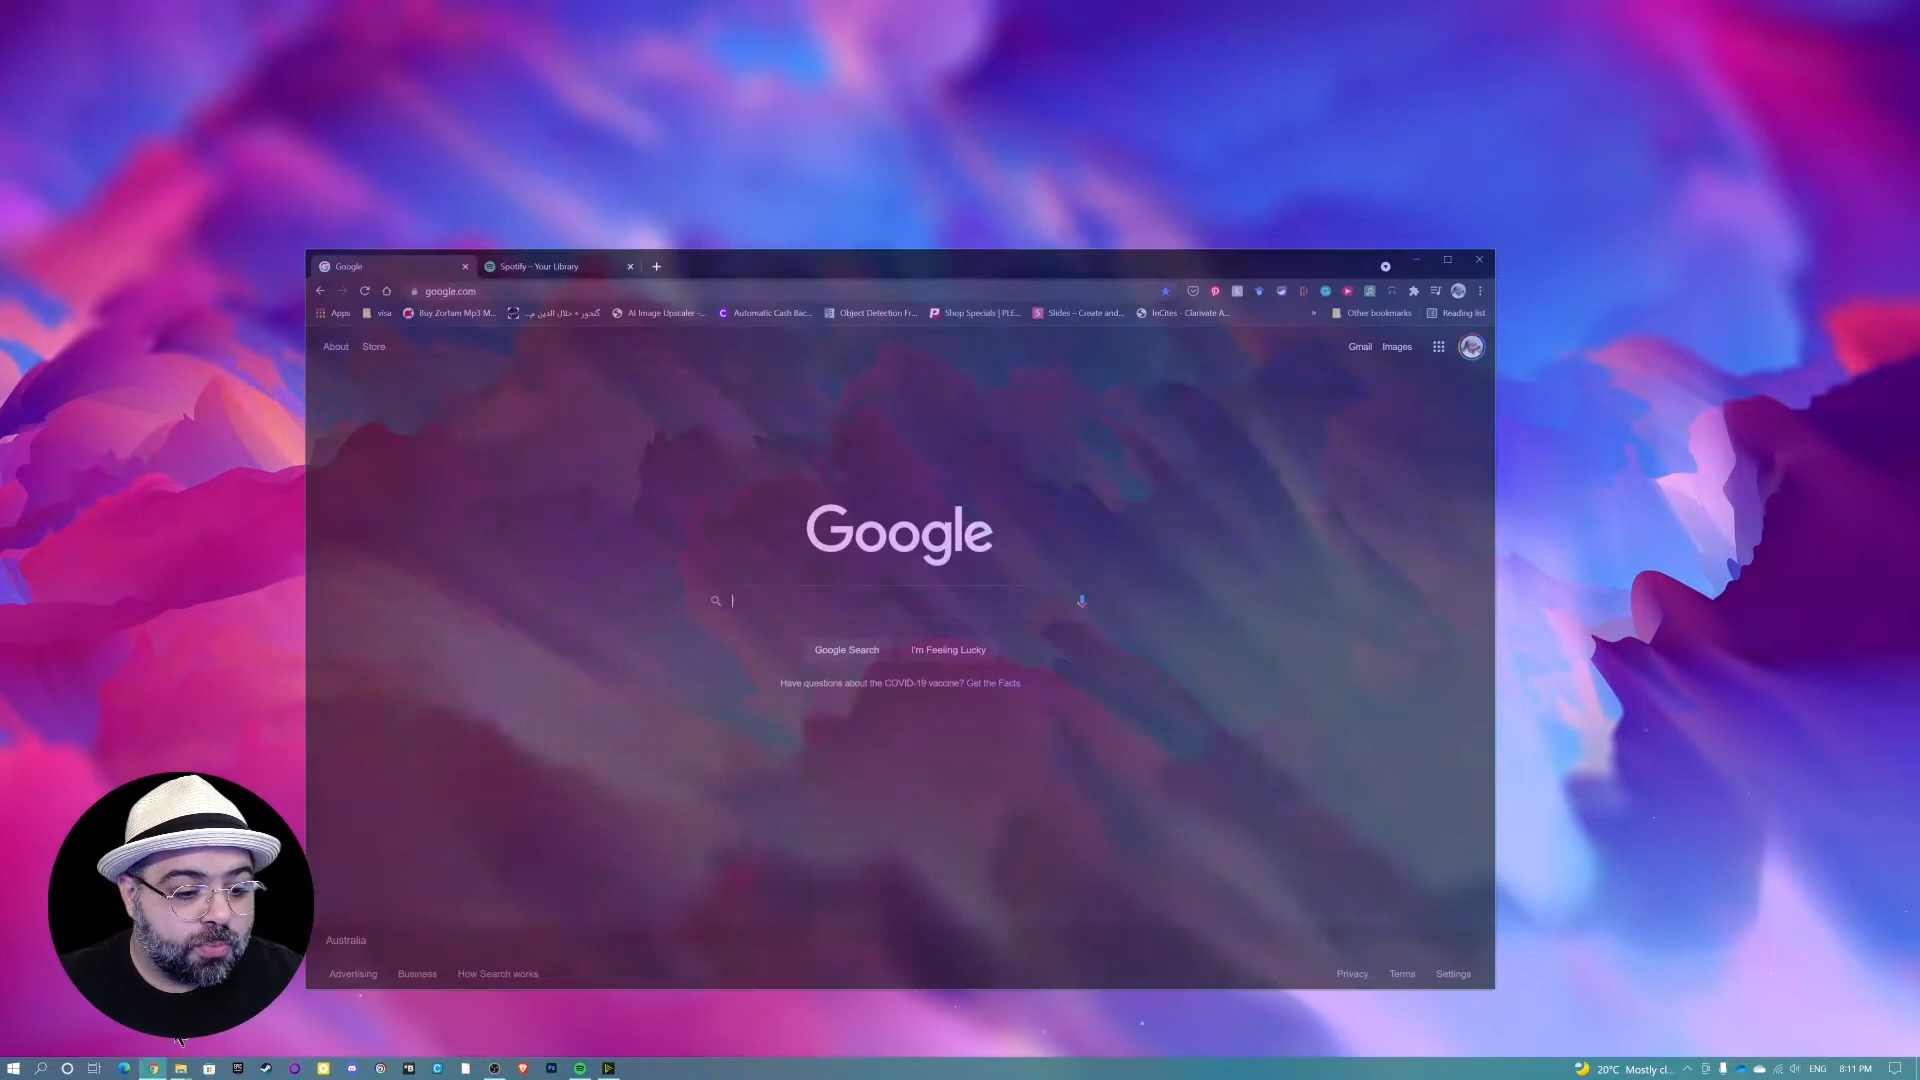 Google
Spotify – Your Library
google.com
Apps
visa
Buy Zortam Mp3 M...
گنجور » جلال الدین م...
AI Image Upscaler -...
Automatic Cash Bac...
Object Detection Fr...
Shop Specials | PLE...
Slides – Create and...
InCites - Clarivate A...
»
Other bookmarks
Reading list
About
Store
Gmail
Images
Google
Google Search
I'm Feeling Lucky
Have questions about the COVID-19 vaccine? Get the Facts
Australia
Advertising
Business
How Search works
Privacy
Terms
Settings
20°C Mostly cl...
ENG
8:11 PM